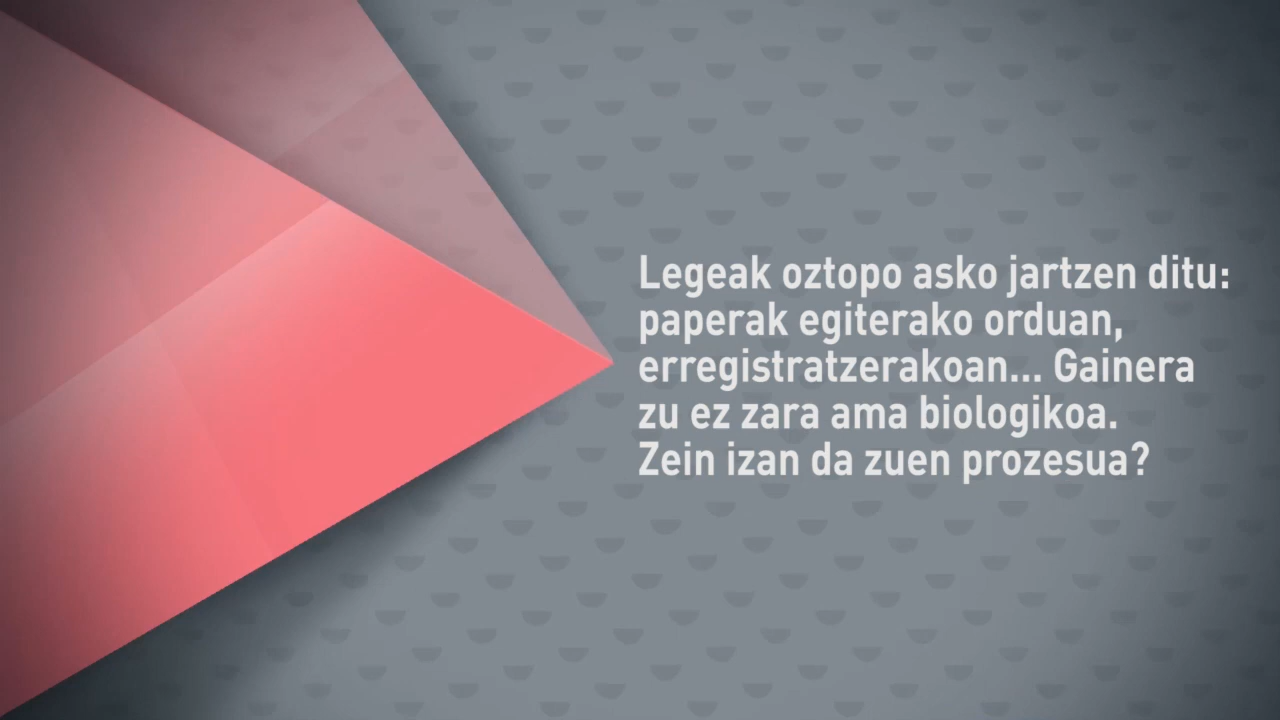 Legeak oztopo asko jartzen ditu:
paperak egiterako orduan,
erregistratzerakoan... Gainera
zu ez zara ama biologikoa.
Zein izan da zuen prozesua?